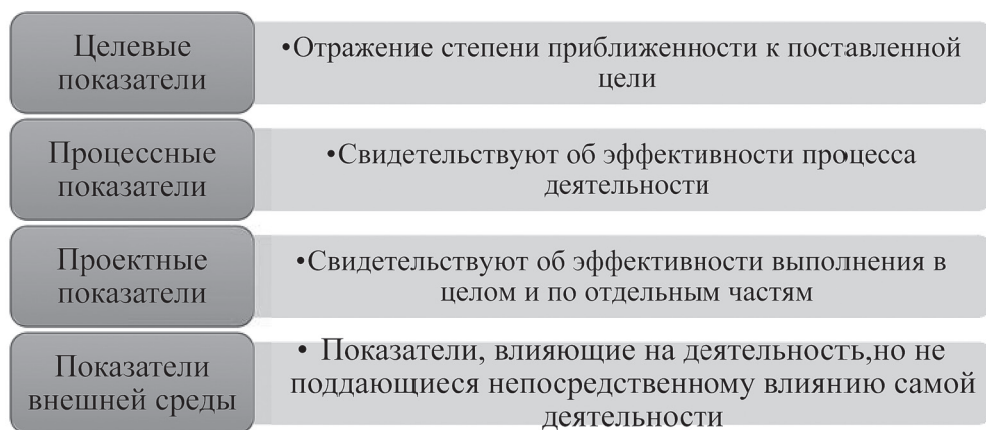 Целевые
показатели
•Отражение степени приближенности к поставленной
цели
Процессные
показатели
•Свидетельствуют об эффективности процесса
деятельности
Проектные
показатели
•Свидетельствуют об эффективности выполнения в
целом и по отдельным частям
Показатели
внешней среды
• Показатели, влияющие на деятельность,но не
поддающиеся непосредственному влиянию самой
деятельности